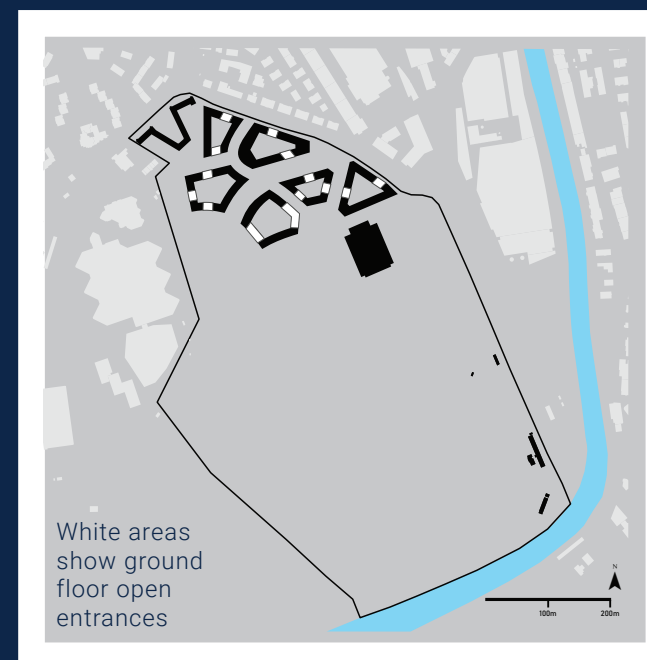 White areas
show ground
floor open
entrances
N
100m 200m